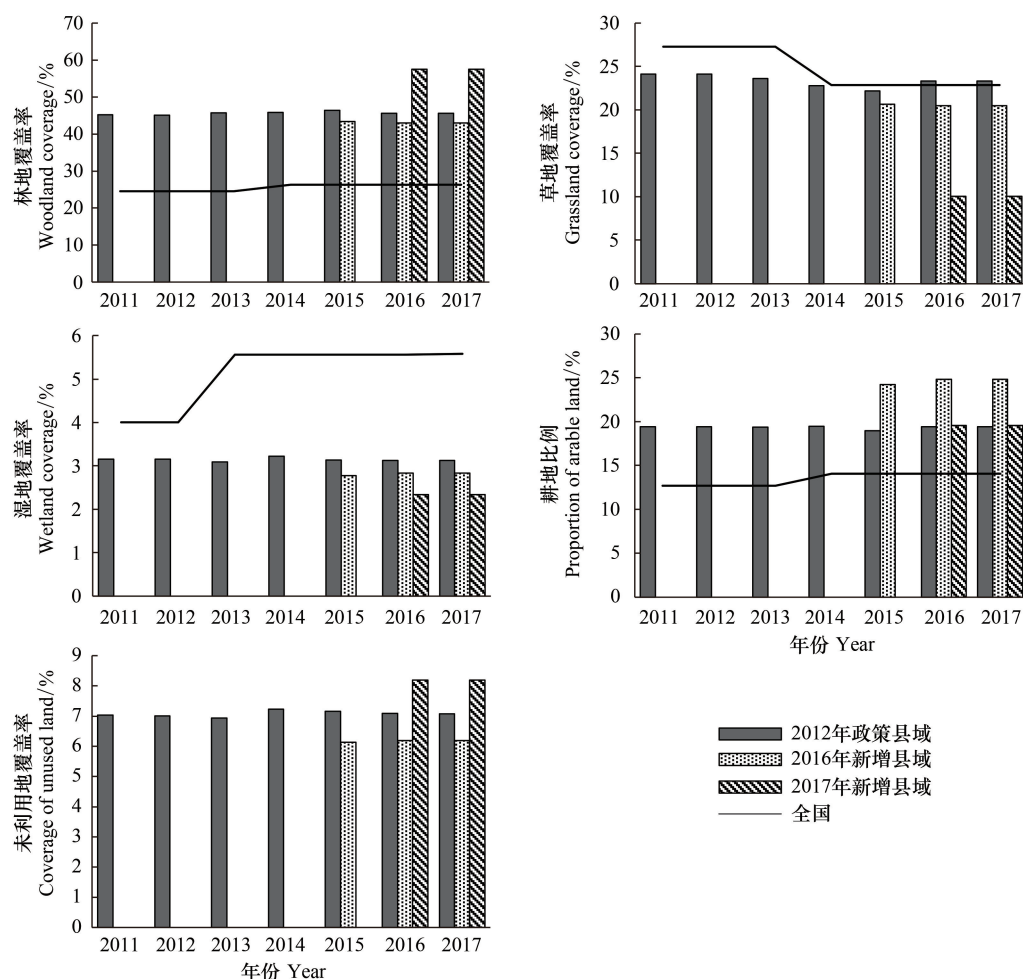 林地覆盖率
Woodland coverage/%
70
60
50
40
30
20
10
0
2011 2012 2013 2014 2015 2016 2017
草地覆盖率
Grassland coverage/%
30
25
20
15
10
5
0
2011 2012 2013 2014 2015 2016 2017
湿地覆盖率
Wetland coverage/%
6
5
4
3
2
1
0
2011 2012 2013 2014 2015 2016 2017
耕地比例
Proportion of arable land/%
30
25
20
15
10
5
0
2011 2012 2013 2014 2015 2016 2017
年份 Year
未利用地覆盖率
Coverage of unused land/%
9
8
7
6
5
4
3
2
1
0
2011 2012 2013 2014 2015 2016 2017
年份 Year
2012年政策县域
2016年新增县域
2017年新增县域
全国